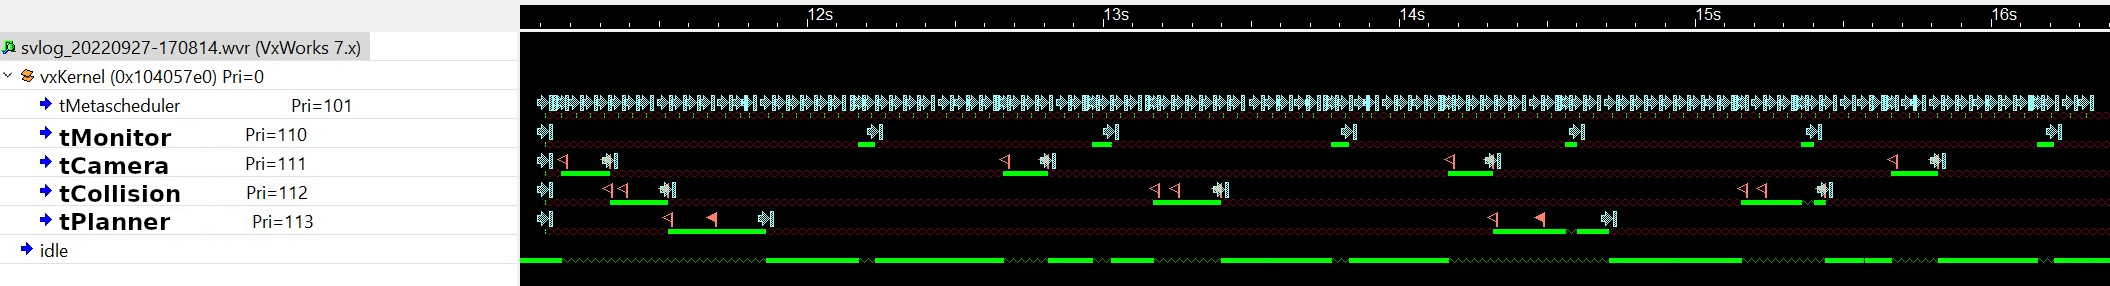 12s 13s 14s 15s 16s
svlog_20220927-170814.wvr (VxWorks 7.x)
vxKernel (0x104057e0) Pri=0
tMetascheduler Pri=101
tMonitor Pri=110
tCamera Pri=111
tCollision Pri=112
tPlanner Pri=113
idle